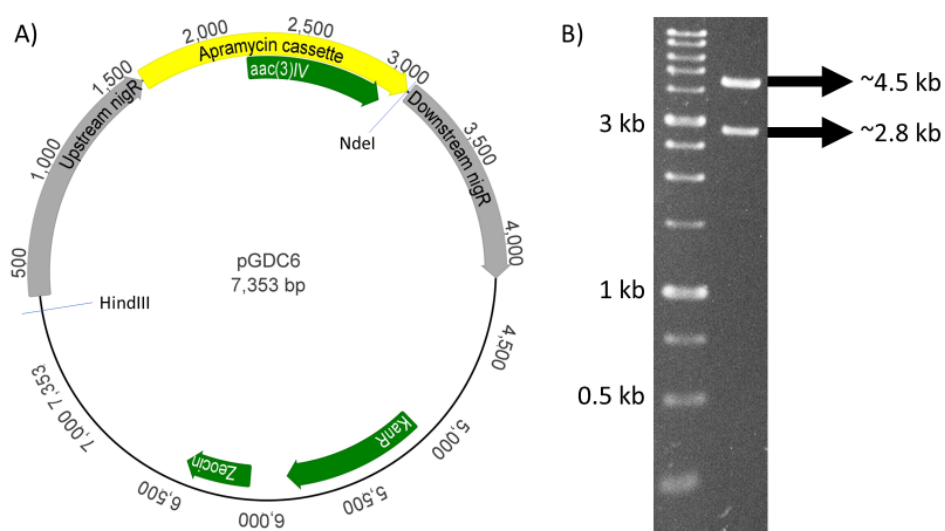 A)
500
1,000
1,500
2,000
2,500
3,000
3,500
4,000
4,500
5,000
5,500
6,000
6,500
7,000 7,353
Upstream nigR
Apramycin cassette
aac(3)IV
Downstream nigR
NdeI
HindIII
pGDC6
7,353 bp
KanR
Zeocin
B)
3 kb
1 kb
0.5 kb
~4.5 kb
~2.8 kb